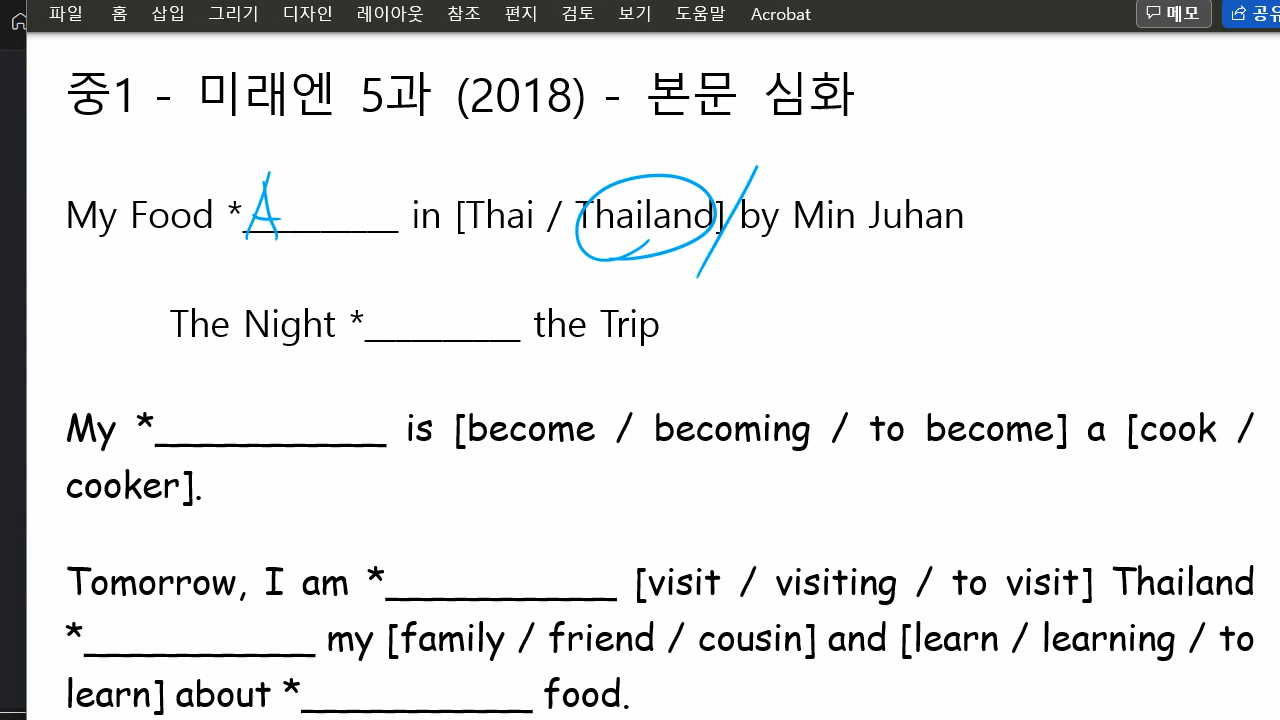 파일 홈 삽입 그리기 디자인 레이아웃 참조 편지 검토 보기 도움말 Acrobat 메모 공유
중1 - 미래엔 5과 (2018) - 본문 심화
My Food *A________ in [Thai / Thailand] / by Min Juhan
The Night *________ the Trip
My *__________ is [become / becoming / to become] a [cook /
cooker].
Tomorrow, I am *__________ [visit / visiting / to visit] Thailand
*__________ my [family / friend / cousin] and [learn / learning / to
learn] about *__________ food.